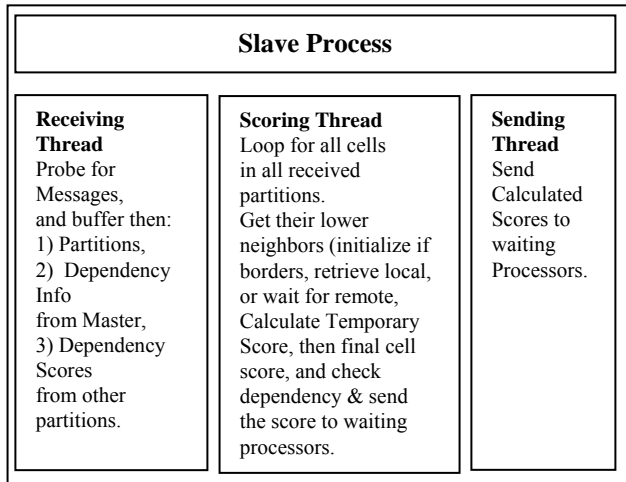 Slave Process
Receiving
Thread
Probe for
Messages,
and buffer then:
1) Partitions,
2) Dependency
Info
from Master,
3) Dependency
Scores
from other
partitions.
Scoring Thread
Loop for all cells
in all received
partitions.
Get their lower
neighbors (initialize if
borders, retrieve local,
or wait for remote,
Calculate Temporary
Score, then final cell
score, and check
dependency & send
the score to waiting
processors.
Sending
Thread
Send
Calculated
Scores to
waiting
Processors.